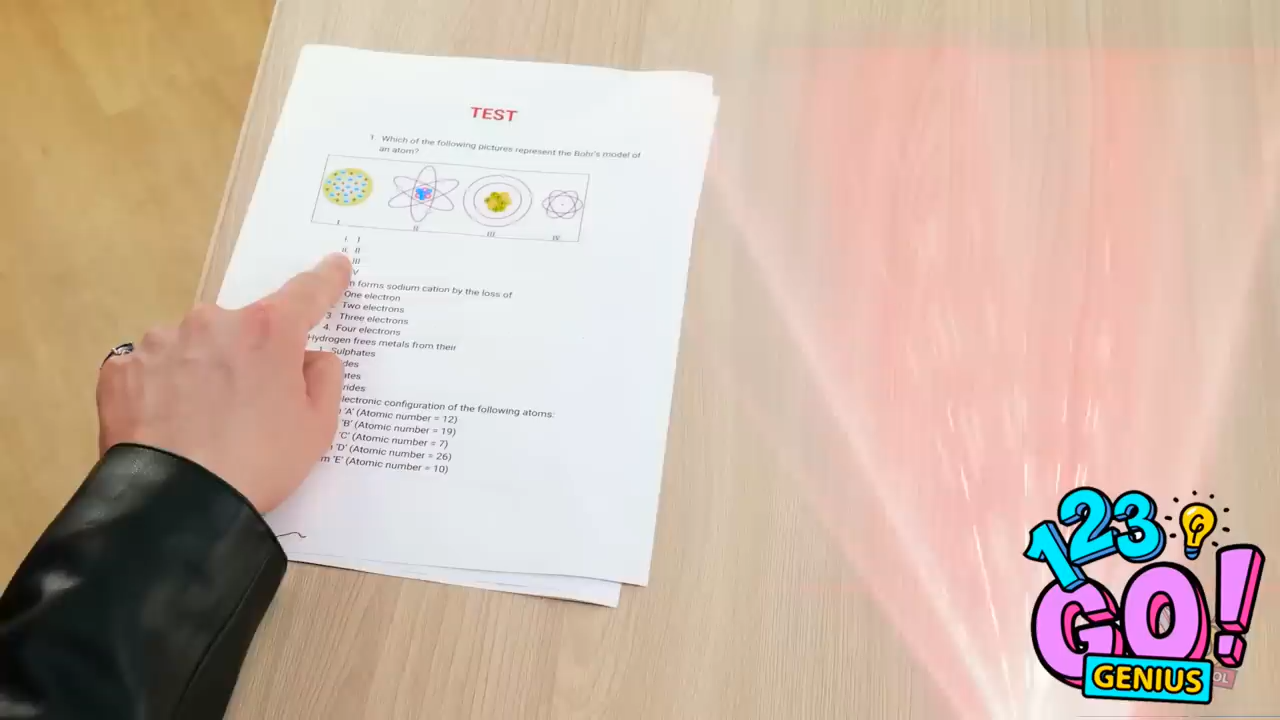 TEST
1 Which of the following pictures represent the Bohr's model of
an atom?
I II III IV
i I
ii II
III
V
n forms sodium cation by the loss of
One electron
Two electrons
3 Three electrons
4. Four electrons
Hydrogen frees metals from their
1 Sulphates
des
ates
rides
lectronic configuration of the following atoms:
'A' (Atomic number = 12)
'B' (Atomic number = 19)
'C' (Atomic number = 7)
'D' (Atomic number = 26)
m 'E' (Atomic number = 10)
123
GO!
GENIUS